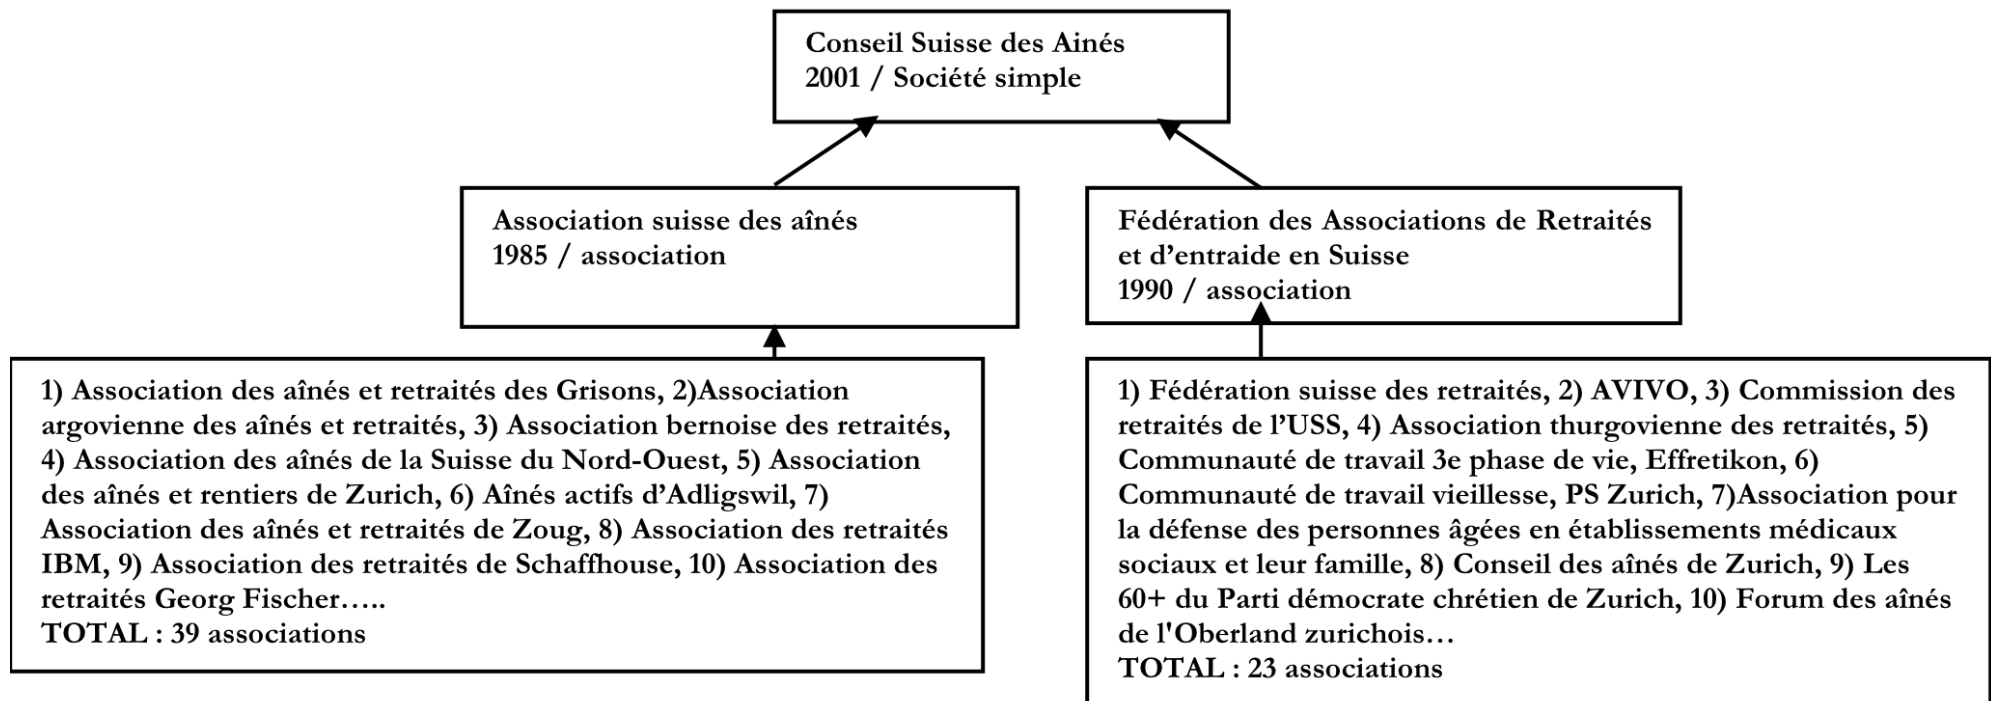 Conseil Suisse des Ainés
2001 / Société simple
Association suisse des aînés
1985 / association
Fédération des Associations de Retraités
et d’entraide en Suisse
1990 / association
1) Association des aînés et retraités des Grisons, 2)Association
argovienne des aînés et retraités, 3) Association bernoise des retraités,
4) Association des aînés de la Suisse du Nord-Ouest, 5) Association
des aînés et rentiers de Zurich, 6) Aînés actifs d’Adligswil, 7)
Association des aînés et retraités de Zoug, 8) Association des retraités
IBM, 9) Association des retraités de Schaffhouse, 10) Association des
retraités Georg Fischer…..
TOTAL : 39 associations
1) Fédération suisse des retraités, 2) AVIVO, 3) Commission des
retraités de l’USS, 4) Association thurgovienne des retraités, 5)
Communauté de travail 3e phase de vie, Effretikon, 6)
Communauté de travail vieillesse, PS Zurich, 7)Association pour
la défense des personnes âgées en établissements médicaux
sociaux et leur famille, 8) Conseil des aînés de Zurich, 9) Les
60+ du Parti démocrate chrétien de Zurich, 10) Forum des aînés
de l'Oberland zurichois…
TOTAL : 23 associations